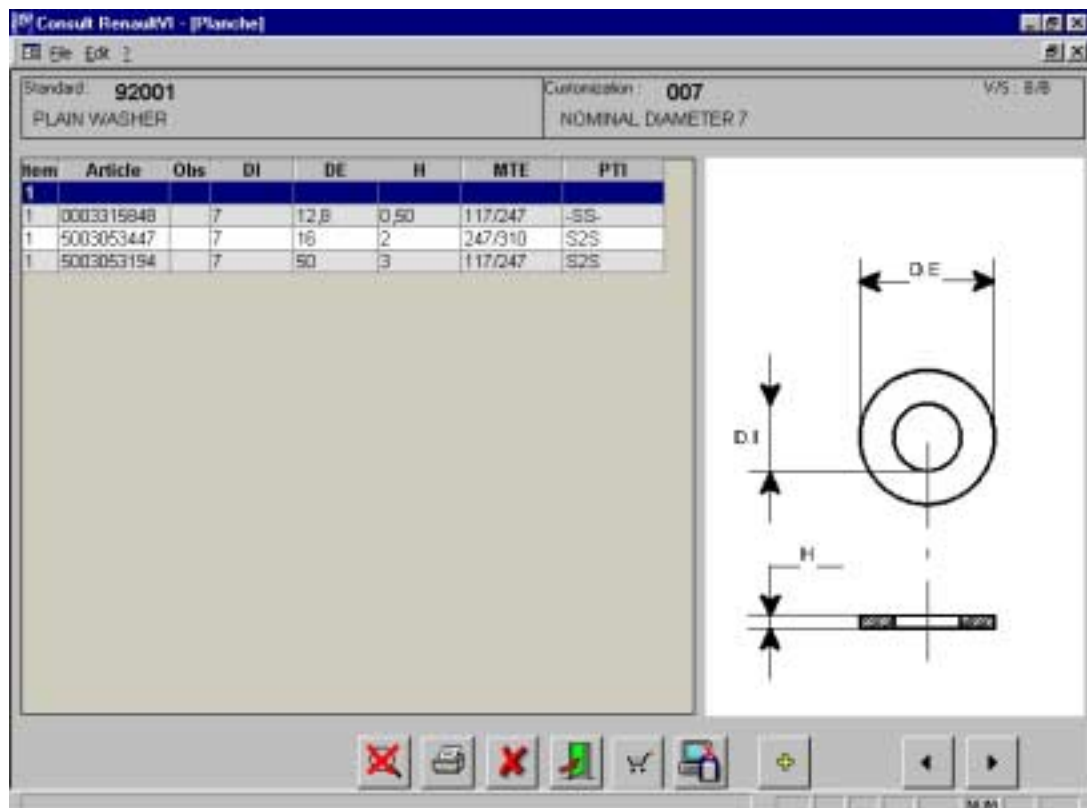 Consult RenaultVI - [Planche]
File Edit ?
Standard: 92001 Customization : 007 V/S : B/B
PLAIN WASHER NOMINAL DIAMETER 7
Item Article Obs DI DE H MTE PTI
1
1 0003315848 7 12,8 0,50 117/247 -SS-
1 5003053447 7 16 2 247/310 S2S
1 5003053194 7 50 3 117/247 S2S
D.E
D.I
H
NUM